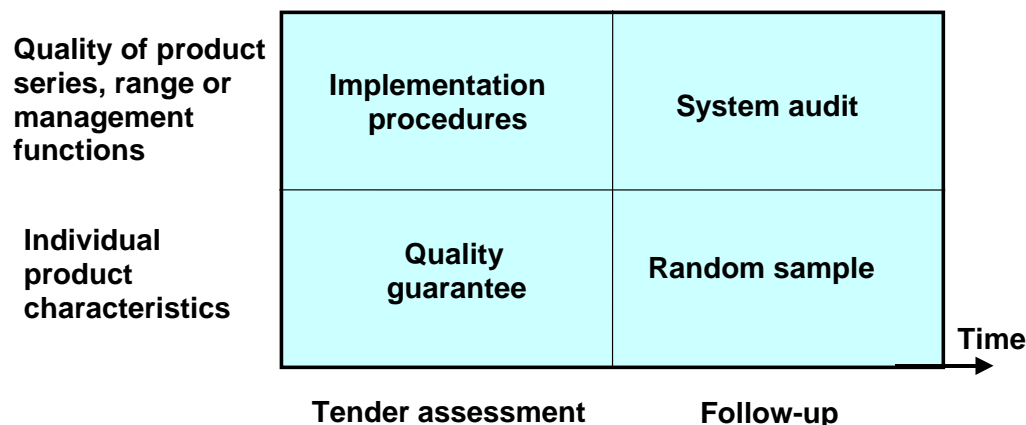 Quality of product
series, range or
management
functions
Implementation
procedures
System audit
Individual
product
characteristics
Quality
guarantee
Random sample
Time
Tender assessment
Follow-up